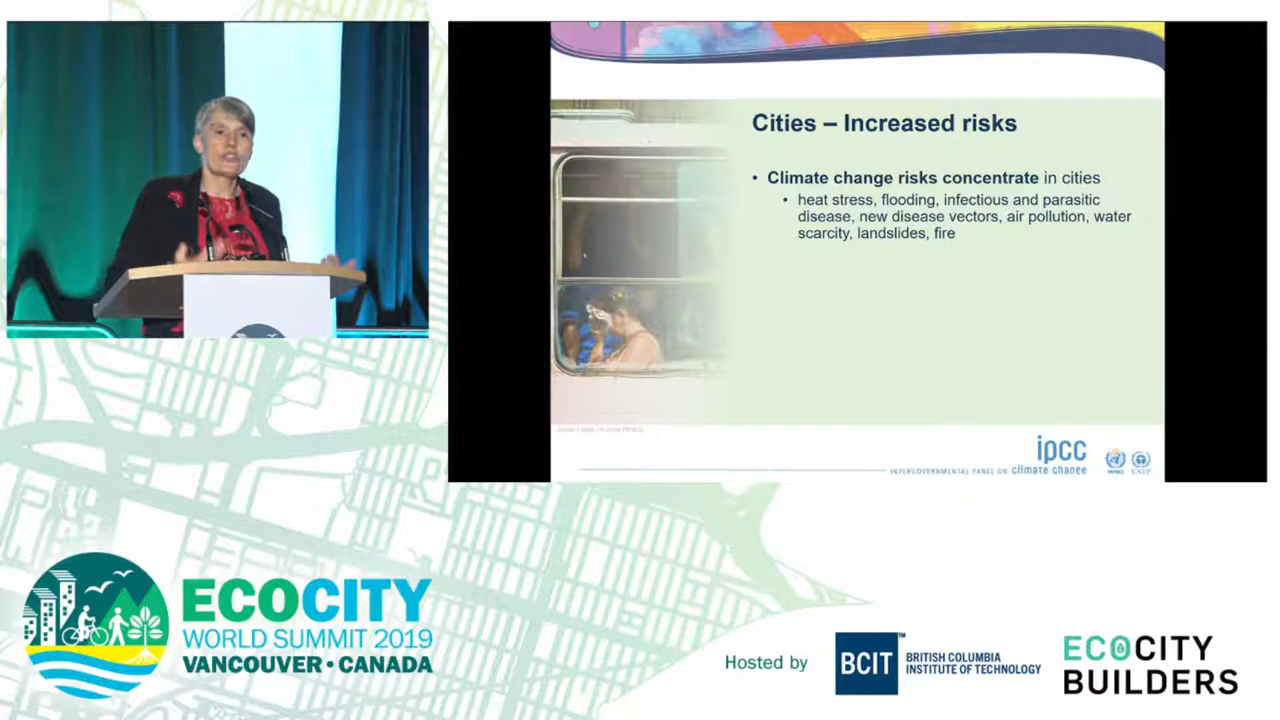 Cities – Increased risks
• Climate change risks concentrate in cities
• heat stress, flooding, infectious and parasitic
disease, new disease vectors, air pollution, water
scarcity, landslides, fire
ipcc
INTERGOVERNMENTAL PANEL ON climate change
WMO UNEP
ECOCITY
WORLD SUMMIT 2019
VANCOUVER • CANADA
Hosted by
BCIT™
BRITISH COLUMBIA
INSTITUTE OF TECHNOLOGY
ECOCITY
BUILDERS